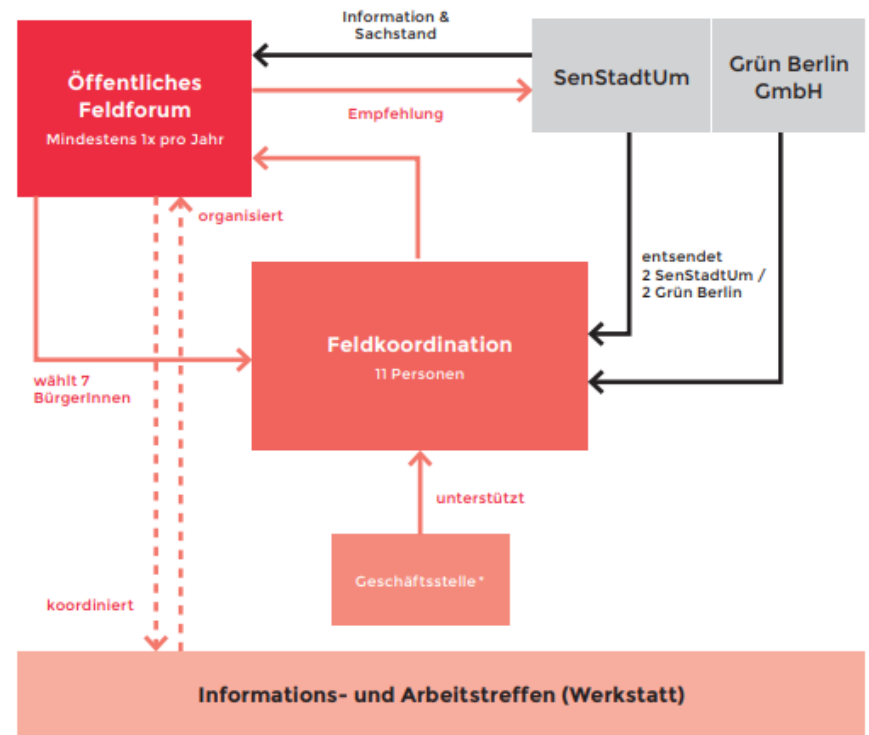 Information &
Sachstand
Öffentliches
Feldforum
Mindestens 1x pro Jahr
SenStadtUm
Grün Berlin
GmbH
Empfehlung
organisiert
entsendet
2 SenStadtUm /
2 Grün Berlin
Feldkoordination
11 Personen
wählt 7
BürgerInnen
unterstützt
Geschäftsstelle*
koordiniert
Informations- und Arbeitstreffen (Werkstatt)